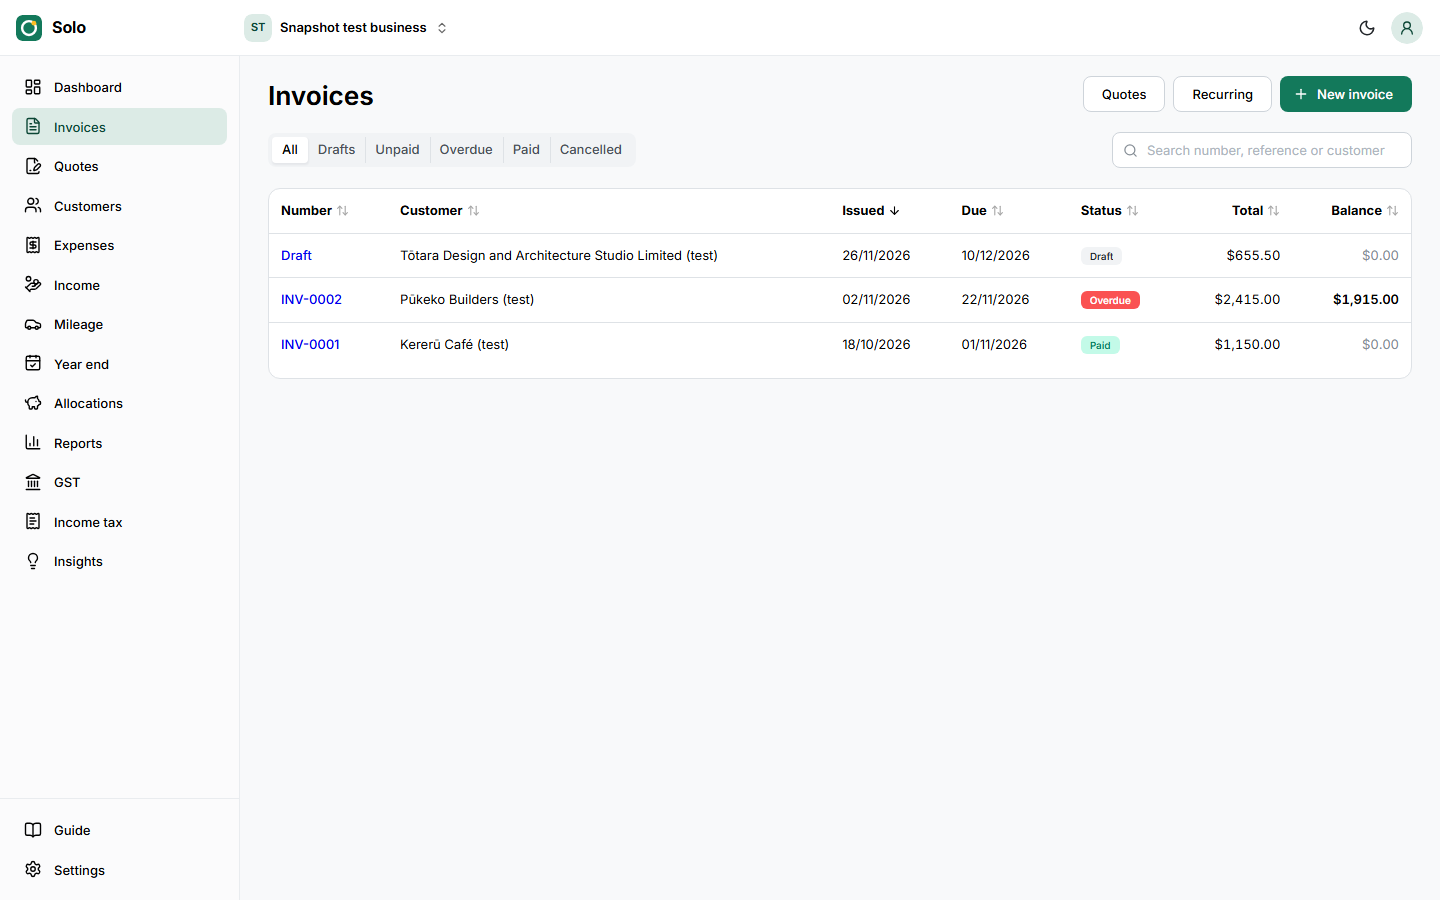 Solo
ST Snapshot test business
Dashboard
Invoices
Quotes
Customers
Expenses
Income
Mileage
Year end
Allocations
Reports
GST
Income tax
Insights
Guide
Settings
Invoices
Quotes Recurring New invoice
All Drafts Unpaid Overdue Paid Cancelled
Search number, reference or customer
Number Customer Issued Due Status Total Balance
Draft Tōtara Design and Architecture Studio Limited (test) 26/11/2026 10/12/2026 Draft $655.50 $0.00
INV-0002 Pūkeko Builders (test) 02/11/2026 22/11/2026 Overdue $2,415.00 $1,915.00
INV-0001 Kererū Café (test) 18/10/2026 01/11/2026 Paid $1,150.00 $0.00